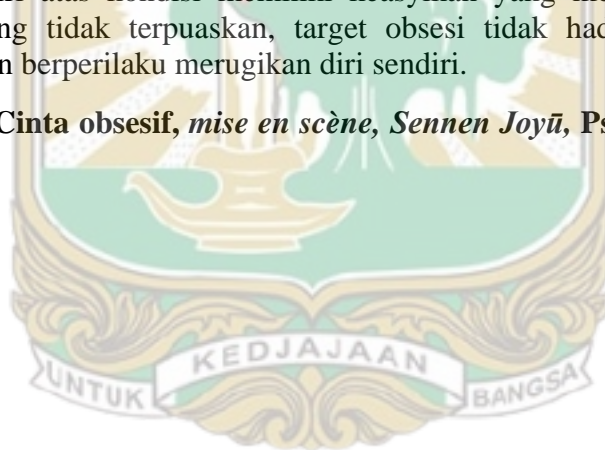 ng tidak terpuaskan, target obsesi tidak had
n berperilaku merugikan diri sendiri.
Cinta obsesif, mise en scène, Sennen Joyū, Ps
UNTUK KEDJAJAAN BANGSA